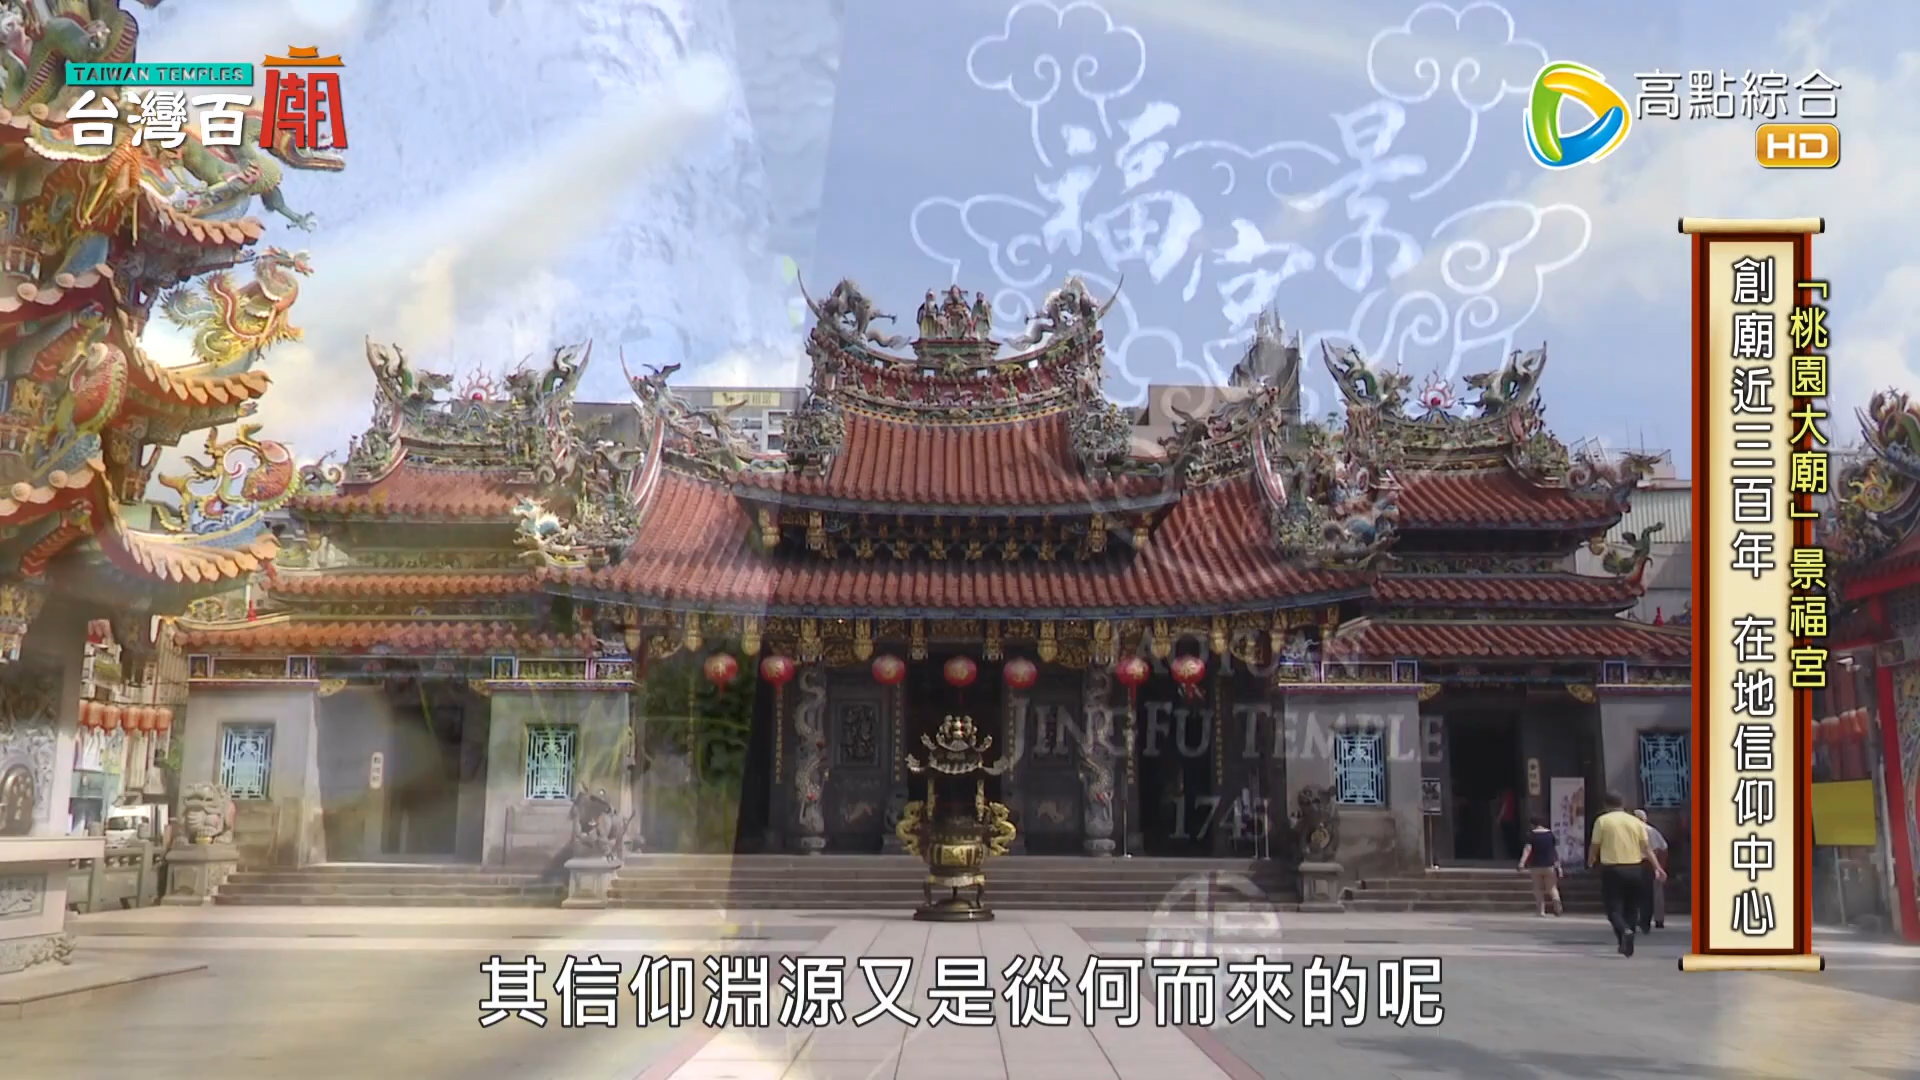 TAIWAN TEMPLES
台灣百廟
高點綜合
HD
景福宮
「桃園大廟」景福宮
創廟近三百年 在地信仰中心
TAOYUAN
JINGFU TEMPLE
1745
其信仰淵源又是從何而來的呢